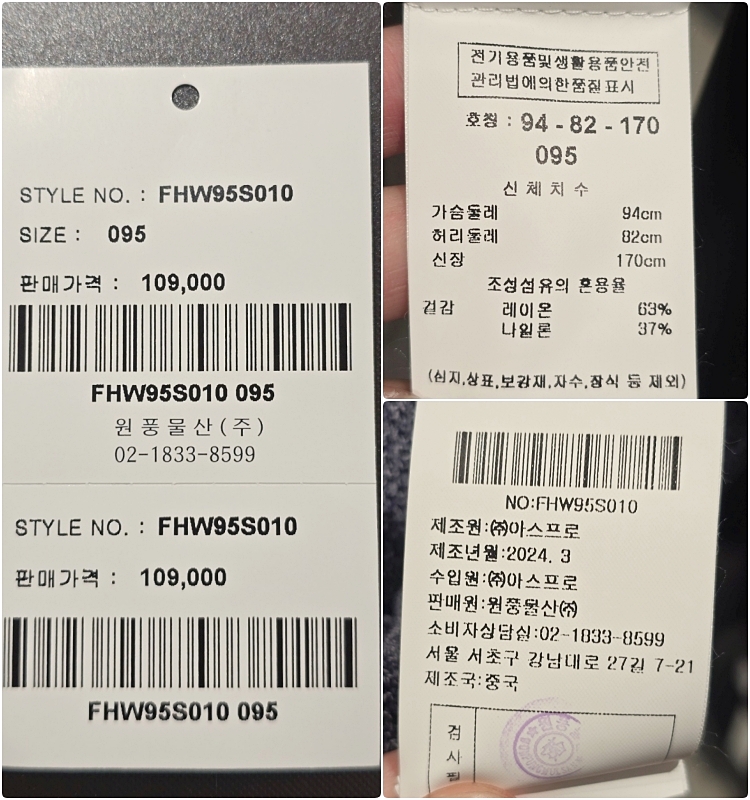 STYLE NO. : FHW95S010
SIZE : 095
판매가격 : 109,000
FHW95S010 095
원풍물산(주)
02-1833-8599
STYLE NO. : FHW95S010
판매가격 : 109,000
FHW95S010 095
전기용품및생활용품안전
관리법에의한품질표시
호칭 : 94 - 82 - 170
095
신체치수
가슴둘레 94cm
허리둘레 82cm
신장 170cm
조성섬유의 혼용율
겉감 레이온 63%
나일론 37%
(심지,상표,보강재,자수,장식 등 제외)
NO:FHW95S010
제조원:㈜아스프로
제조년월:2024. 3
수입원:㈜아스프로
판매원:원풍물산㈜
소비자상담실:02-1833-8599
서울 서초구 강남대로 27길 7-21
제조국:중국
검
사
필